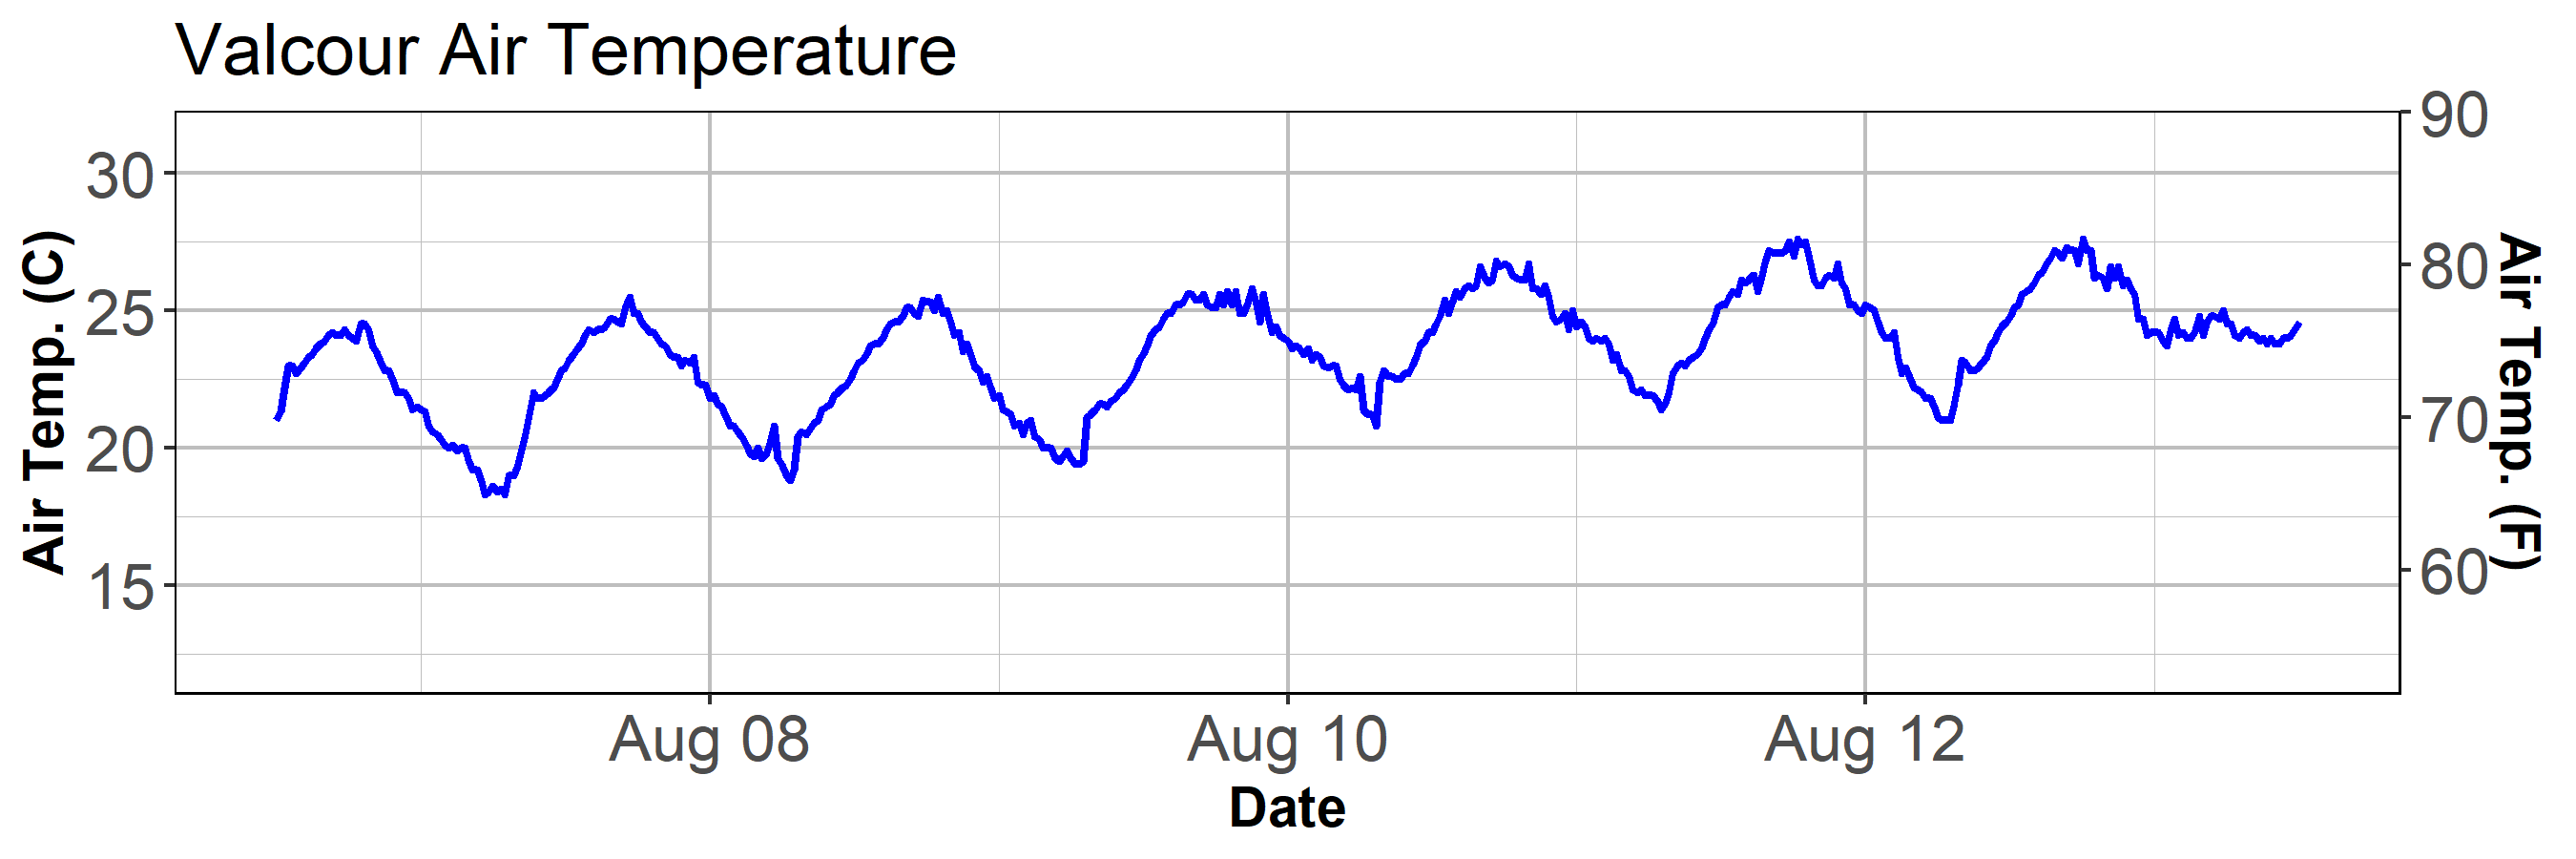 Valcour Air Temperature
Air Temp. (C)
30
25
20
15
90
80
70
60
Air Temp. (F)
Aug 08
Aug 10
Aug 12
Date